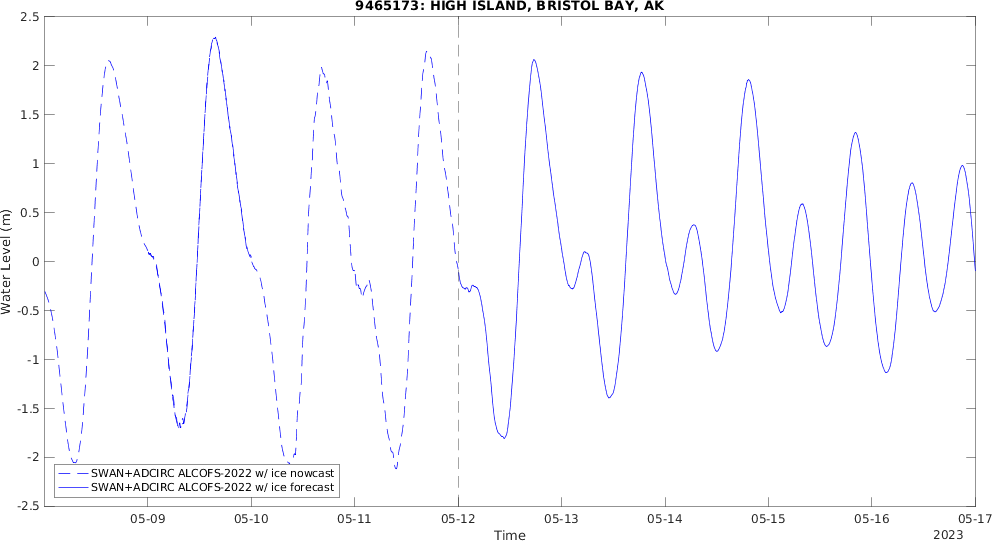 9465173: HIGH ISLAND, BRISTOL BAY, AK
Water Level (m)
2.5
2
1.5
1
0.5
0
-0.5
-1
-1.5
-2
-2.5
SWAN+ADCIRC ALCOFS-2022 w/ ice nowcast
SWAN+ADCIRC ALCOFS-2022 w/ ice forecast
05-09 05-10 05-11 05-12 05-13 05-14 05-15 05-16 05-17
Time
2023